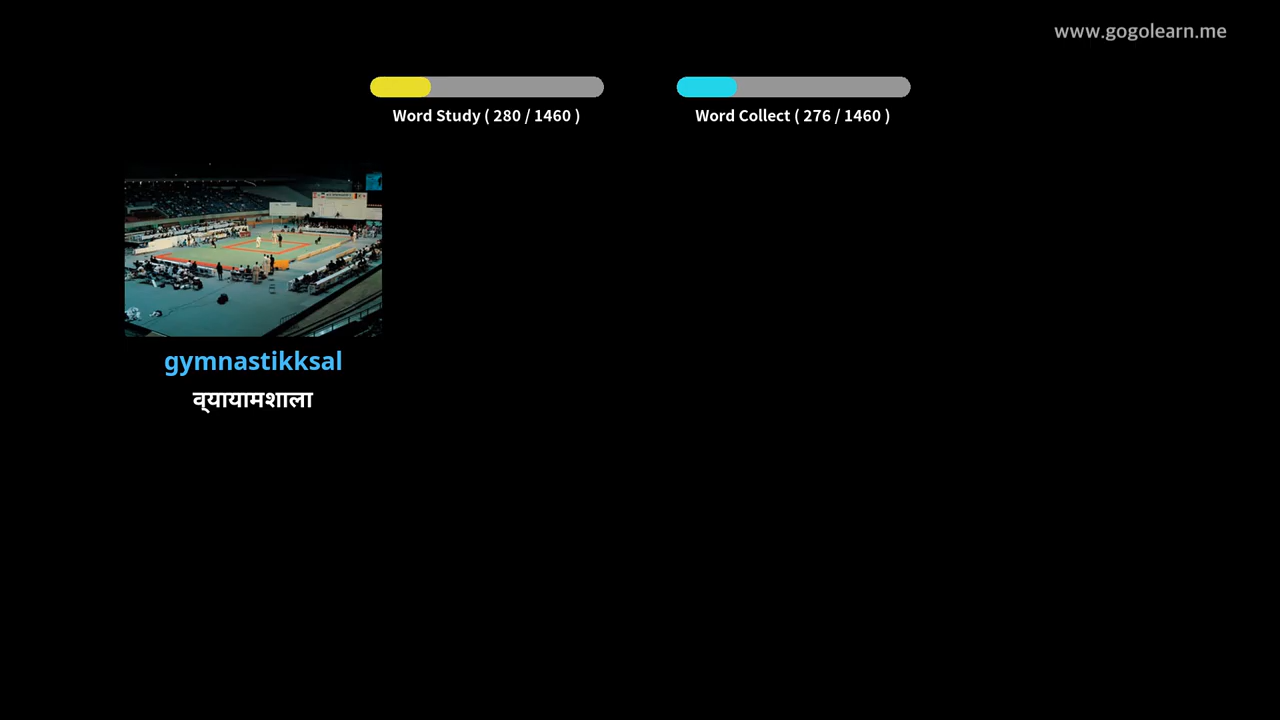 www.gogolearn.me
Word Study ( 280 / 1460 )
Word Collect ( 276 / 1460 )
gymnastikksal
व्यायामशाला